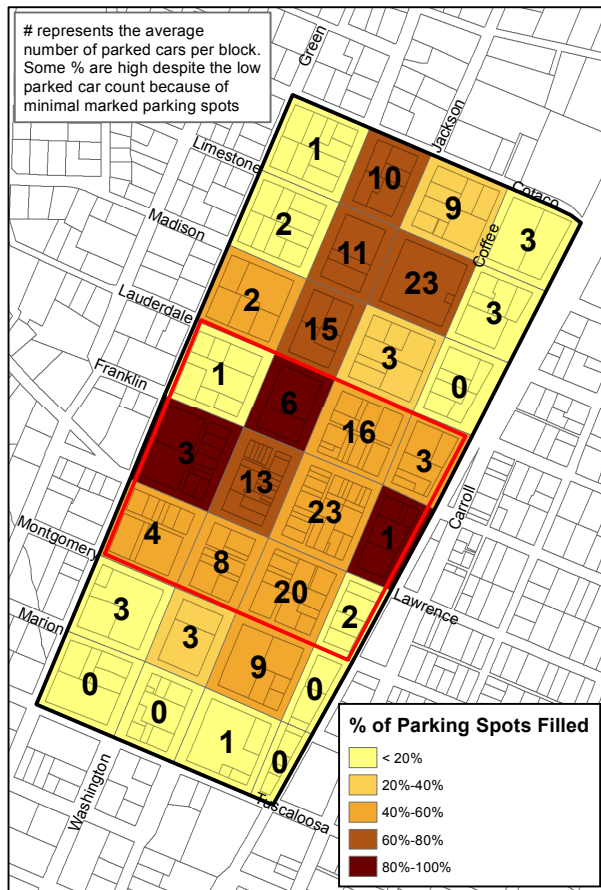 # represents the average
number of parked cars per block.
Some % are high despite the low
parked car count because of
minimal marked parking spots
Green
Jackson
Limestone
Cotaco
1
10
9
Coffee
3
Madison
2
11
23
3
Lauderdale
2
15
3
0
Franklin
1
6
16
3
3
13
23
1
Carroll
Montgomery
4
8
20
2
Lawrence
Marion
3
3
9
0
0
0
1
0
Washington
Tuscaloosa
% of Parking Spots Filled
< 20%
20%-40%
40%-60%
60%-80%
80%-100%